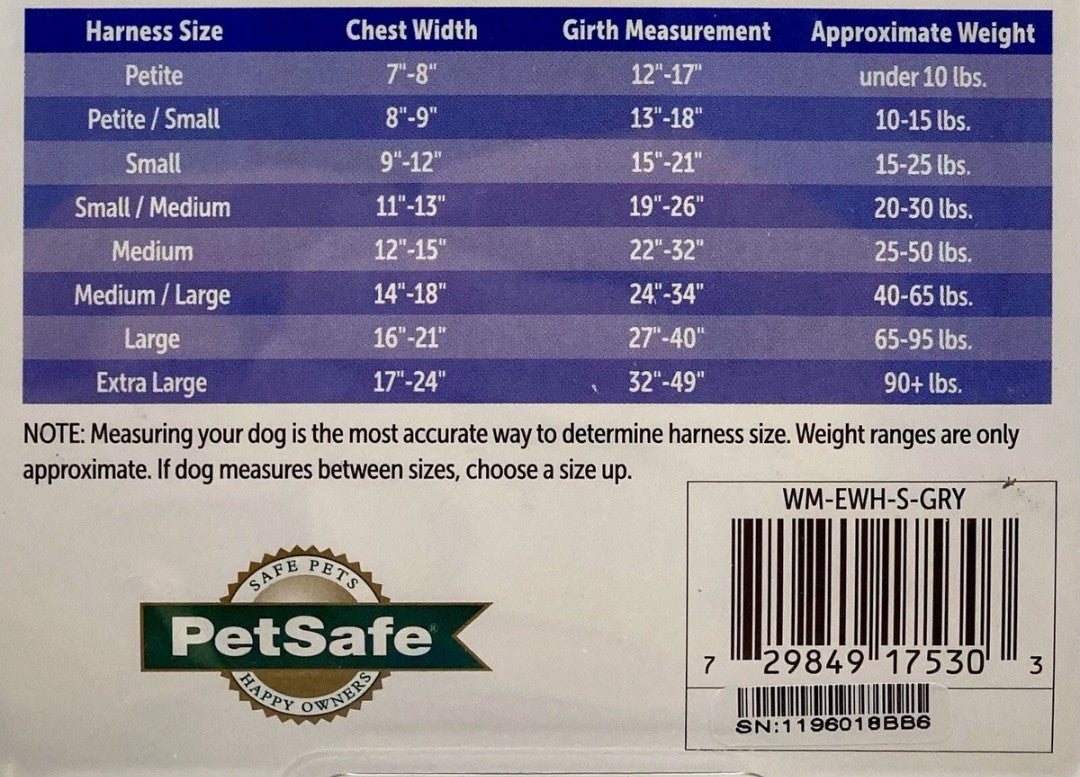 Harness Size Chest Width Girth Measurement Approximate Weight
Petite 7"-8" 12"-17" under 10 lbs.
Petite / Small 8"-9" 13"-18" 10-15 lbs.
Small 9"-12" 15"-21" 15-25 lbs.
Small / Medium 11"-13" 19"-26" 20-30 lbs.
Medium 12"-15" 22"-32" 25-50 lbs.
Medium / Large 14"-18" 24"-34" 40-65 lbs.
Large 16"-21" 27"-40" 65-95 lbs.
Extra Large 17"-24" 32"-49" 90+ lbs.
NOTE: Measuring your dog is the most accurate way to determine harness size. Weight ranges are only
approximate. If dog measures between sizes, choose a size up.
WM-EWH-S-GRY
7 29849 17530 3
SN:1196018BB6
SAFE PETS
PetSafe®
HAPPY OWNERS